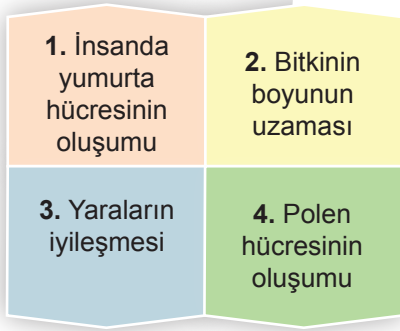 1. İnsanda
yumurta
hücresinin
oluşumu
2. Bitkinin
boyunun
uzaması
3. Yaraların
iyileşmesi
4. Polen
hücresinin
oluşumu